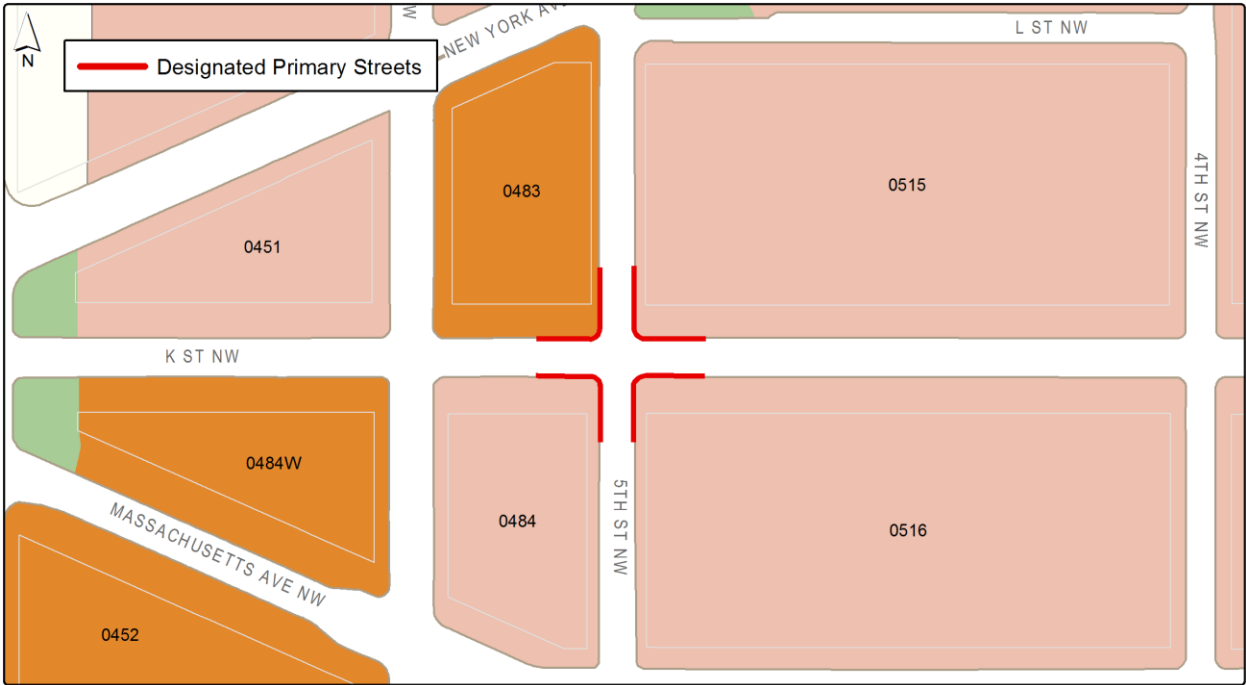 W
NEW YORK AVE
L ST NW
N
Designated Primary Streets
0483
0515
4TH ST NW
0451
K ST NW
0484W
5TH ST NW
0484
0516
MASSACHUSETTS AVE NW
0452